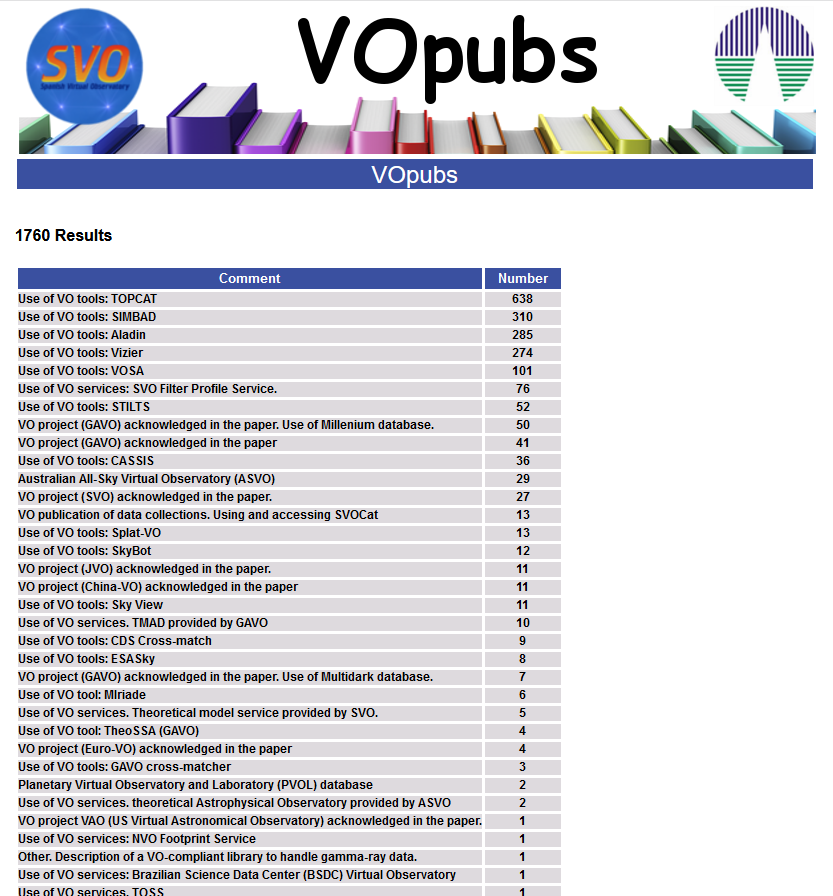 SVO
Spanish Virtual Observatory
VOpubs
VOpubs
1760 Results
Comment Number
Use of VO tools: TOPCAT 638
Use of VO tools: SIMBAD 310
Use of VO tools: Aladin 285
Use of VO tools: Vizier 274
Use of VO tools: VOSA 101
Use of VO services: SVO Filter Profile Service. 76
Use of VO tools: STILTS 52
VO project (GAVO) acknowledged in the paper. Use of Millenium database. 50
VO project (GAVO) acknowledged in the paper 41
Use of VO tools: CASSIS 36
Australian All-Sky Virtual Observatory (ASVO) 29
VO project (SVO) acknowledged in the paper. 27
VO publication of data collections. Using and accessing SVOCat 13
Use of VO tools: Splat-VO 13
Use of VO tools: SkyBot 12
VO project (JVO) acknowledged in the paper. 11
VO project (China-VO) acknowledged in the paper 11
Use of VO tools: Sky View 11
Use of VO services. TMAD provided by GAVO 10
Use of VO tools: CDS Cross-match 9
Use of VO tools: ESASky 8
VO project (GAVO) acknowledged in the paper. Use of Multidark database. 7
Use of VO tool: MIriade 6
Use of VO services. Theoretical model service provided by SVO. 5
Use of VO tool: TheoSSA (GAVO) 4
VO project (Euro-VO) acknowledged in the paper 4
Use of VO tools: GAVO cross-matcher 3
Planetary Virtual Observatory and Laboratory (PVOL) database 2
Use of VO services. theoretical Astrophysical Observatory provided by ASVO 2
VO project VAO (US Virtual Astronomical Observatory) acknowledged in the paper. 1
Use of VO services: NVO Footprint Service 1
Other. Description of a VO-compliant library to handle gamma-ray data. 1
Use of VO services: Brazilian Science Data Center (BSDC) Virtual Observatory 1
Use of VO services. TOSS 1